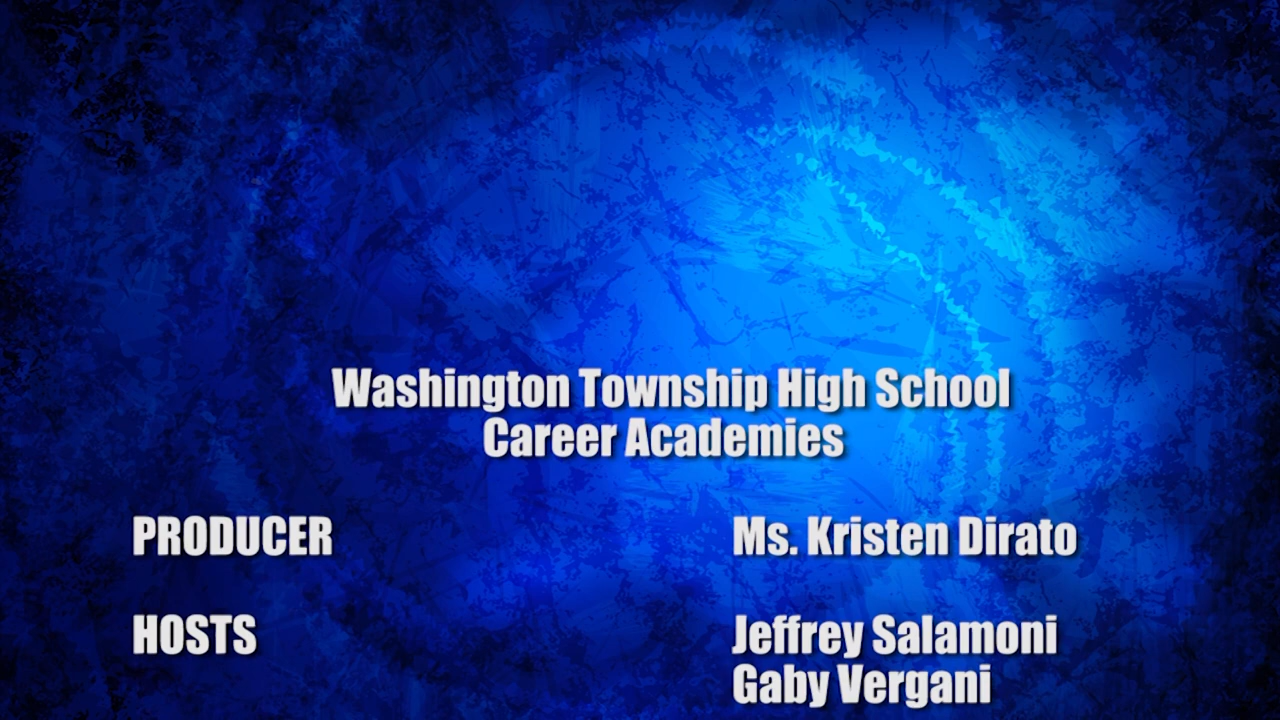 Washington Township High School
Career Academies
PRODUCER Ms. Kristen Dirato
HOSTS Jeffrey Salamoni
Gaby Vergani